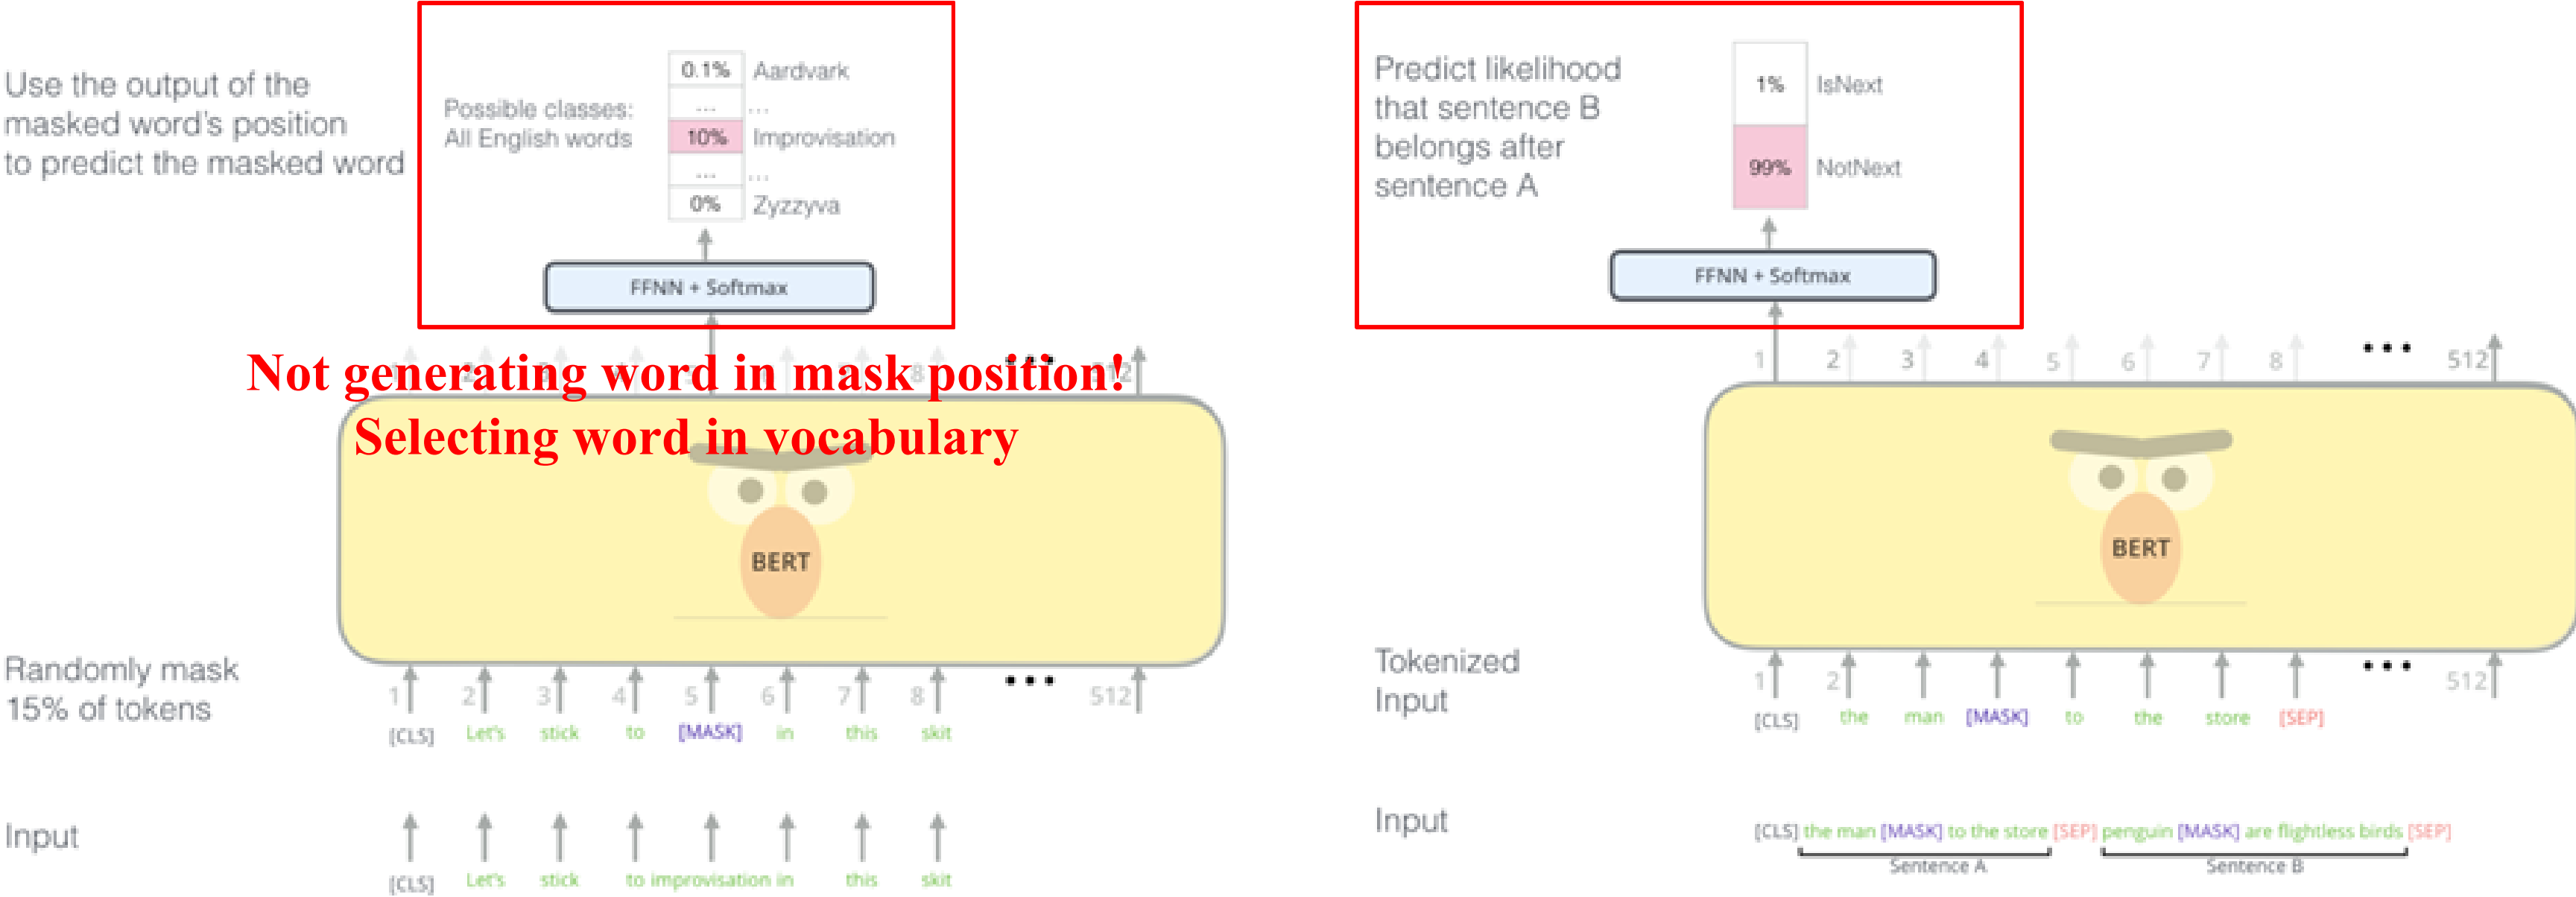 Use the output of the
masked word's position
to predict the masked word
Possible classes:
All English words
0.1% Aardvark
... ...
10% Improvisation
... ...
0% Zyzzyva
FFNN + Softmax
2 3 4 5 8 ••• 512
Not generating word in mask position!
Selecting word in vocabulary
BERT
Randomly mask
15% of tokens
1 2 3 4 5 6 7 8 ••• 512
[CLS] Let's stick to [MASK] in this skit
Input
[CLS] Let's stick to improvisation in this skit
Predict likelihood
that sentence B
belongs after
sentence A
1% IsNext
99% NotNext
FFNN + Softmax
1 2 3 4 5 6 7 8 ••• 512
BERT
Tokenized
Input
1 2 ••• 512
[CLS] the man [MASK] to the store [SEP]
Input
[CLS] the man [MASK] to the store [SEP] penguin [MASK] are flightless birds [SEP]
Sentence A Sentence B